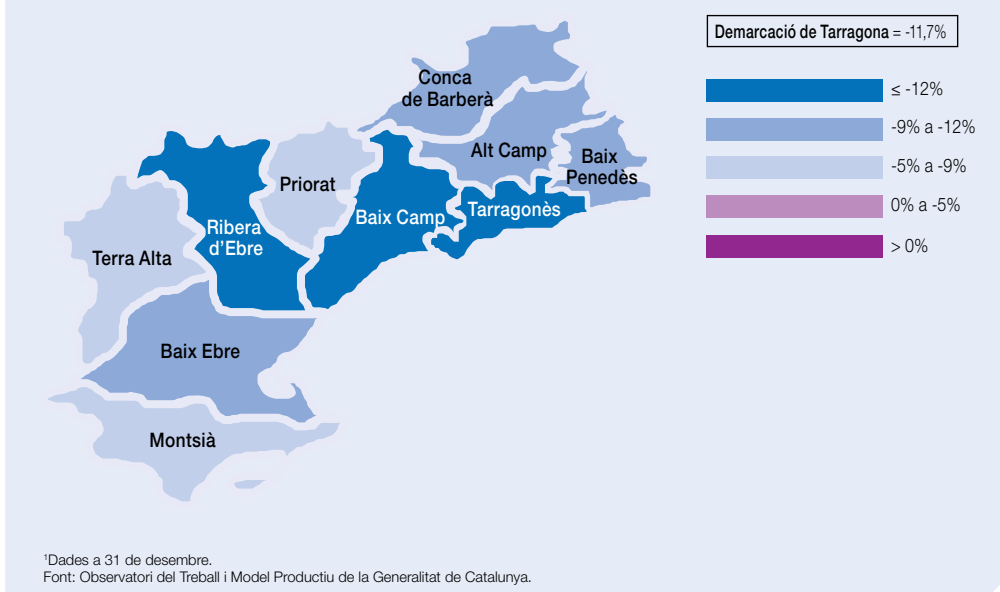 Demarcació de Tarragona = -11,7%
≤ -12%
-9% a -12%
-5% a -9%
0% a -5%
> 0%
Conca
de Barberà
Alt Camp
Baix
Penedès
Priorat
Baix Camp
Tarragonès
Ribera
d'Ebre
Terra Alta
Baix Ebre
Montsià
¹Dades a 31 de desembre.
Font: Observatori del Treball i Model Productiu de la Generalitat de Catalunya.